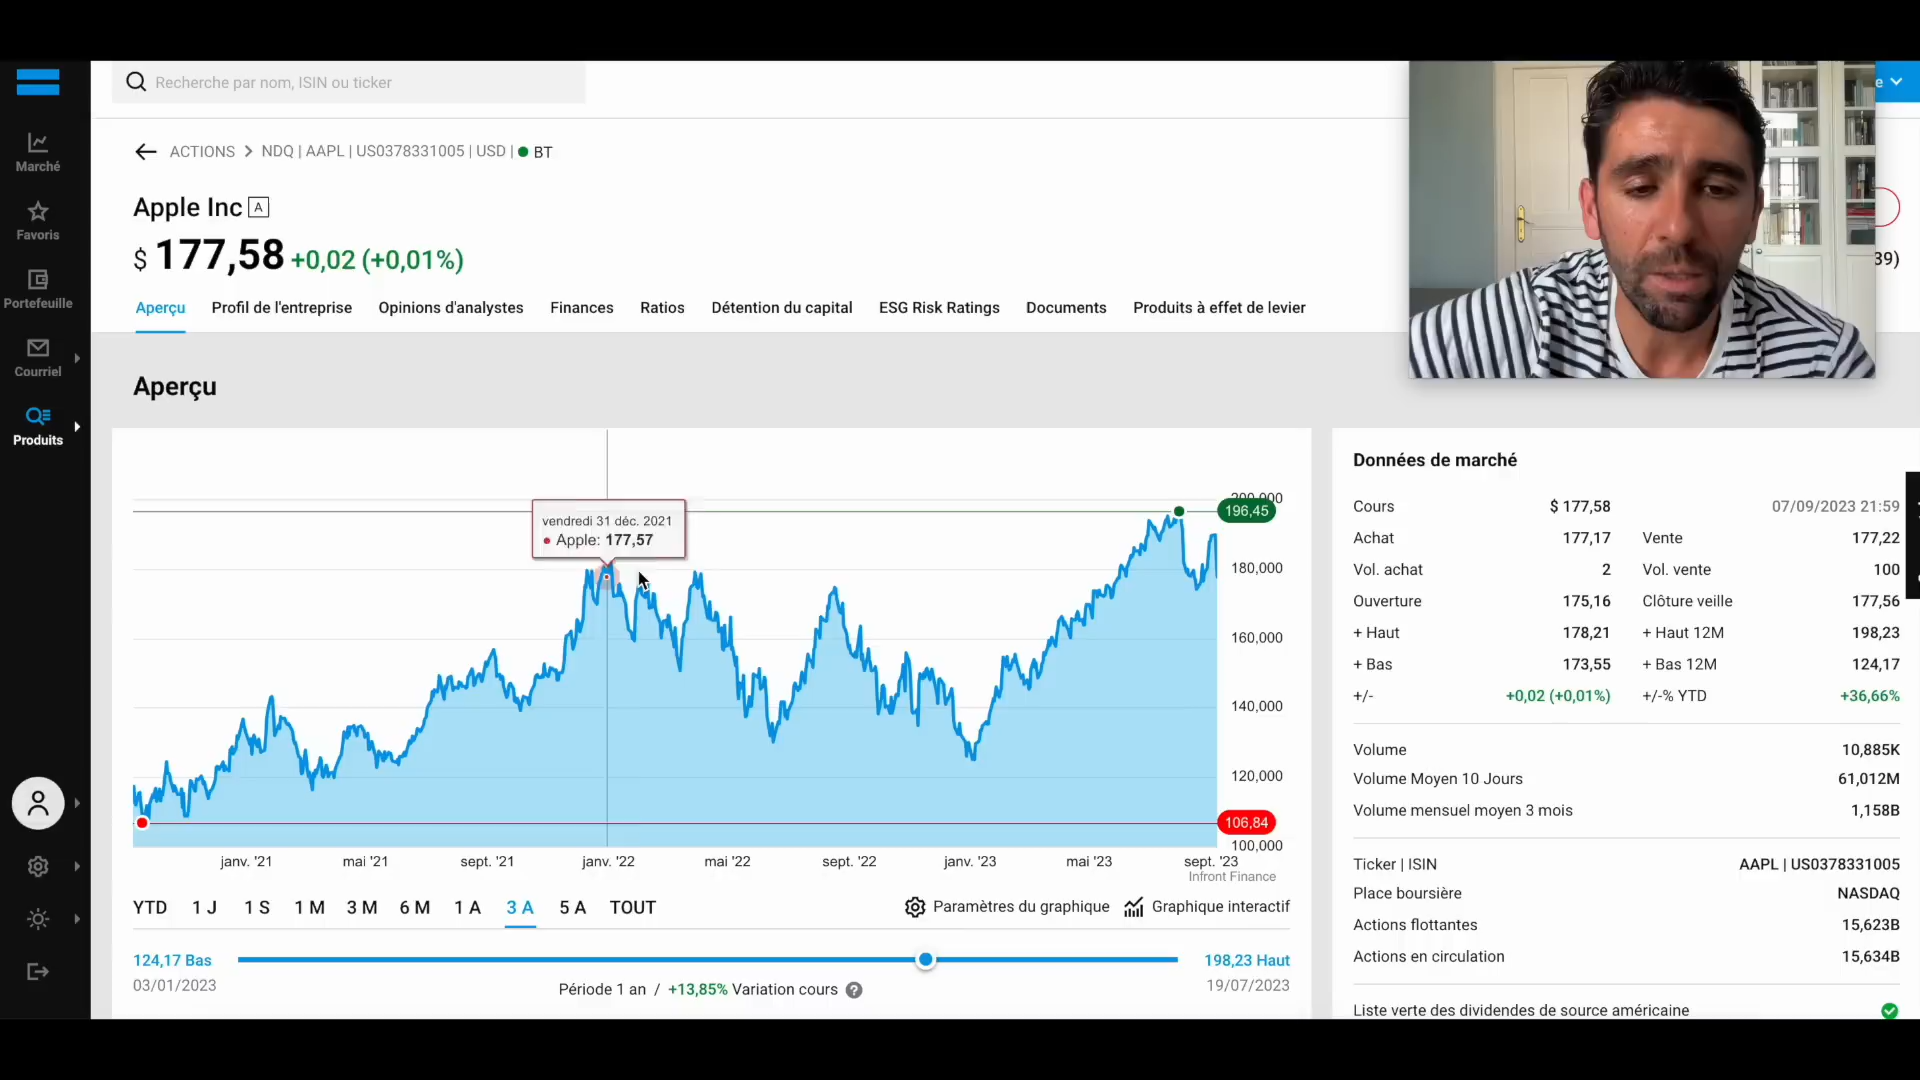 Recherche par nom, ISIN ou ticker
e
Marché
Favoris
Portefeuille
Courriel
Produits
ACTIONS > NDQ | AAPL | US0378331005 | USD | BT
Apple Inc A
$ 177,58 +0,02 (+0,01%)
39)
Aperçu Profil de l'entreprise Opinions d'analystes Finances Ratios Détention du capital ESG Risk Ratings Documents Produits à effet de levier
Aperçu
vendredi 31 déc. 2021
Apple: 177,57
200,000
196,45
180,000
160,000
140,000
120,000
106,84
100,000
janv. '21 mai '21 sept. '21 janv. '22 mai '22 sept. '22 janv. '23 mai '23 sept. '23
Infront Finance
YTD 1 J 1 S 1 M 3 M 6 M 1 A 3 A 5 A TOUT Paramètres du graphique Graphique interactif
124,17 Bas 198,23 Haut
03/01/2023 Période 1 an / +13,85% Variation cours ? 19/07/2023
Données de marché
Cours $ 177,58 07/09/2023 21:59
Achat 177,17 Vente 177,22
Vol. achat 2 Vol. vente 100
Ouverture 175,16 Clôture veille 177,56
+ Haut 178,21 + Haut 12M 198,23
+ Bas 173,55 + Bas 12M 124,17
+/- +0,02 (+0,01%) +/-% YTD +36,66%
Volume 10,885K
Volume Moyen 10 Jours 61,012M
Volume mensuel moyen 3 mois 1,158B
Ticker | ISIN AAPL | US0378331005
Place boursière NASDAQ
Actions flottantes 15,623B
Actions en circulation 15,634B
Liste verte des dividendes de source américaine